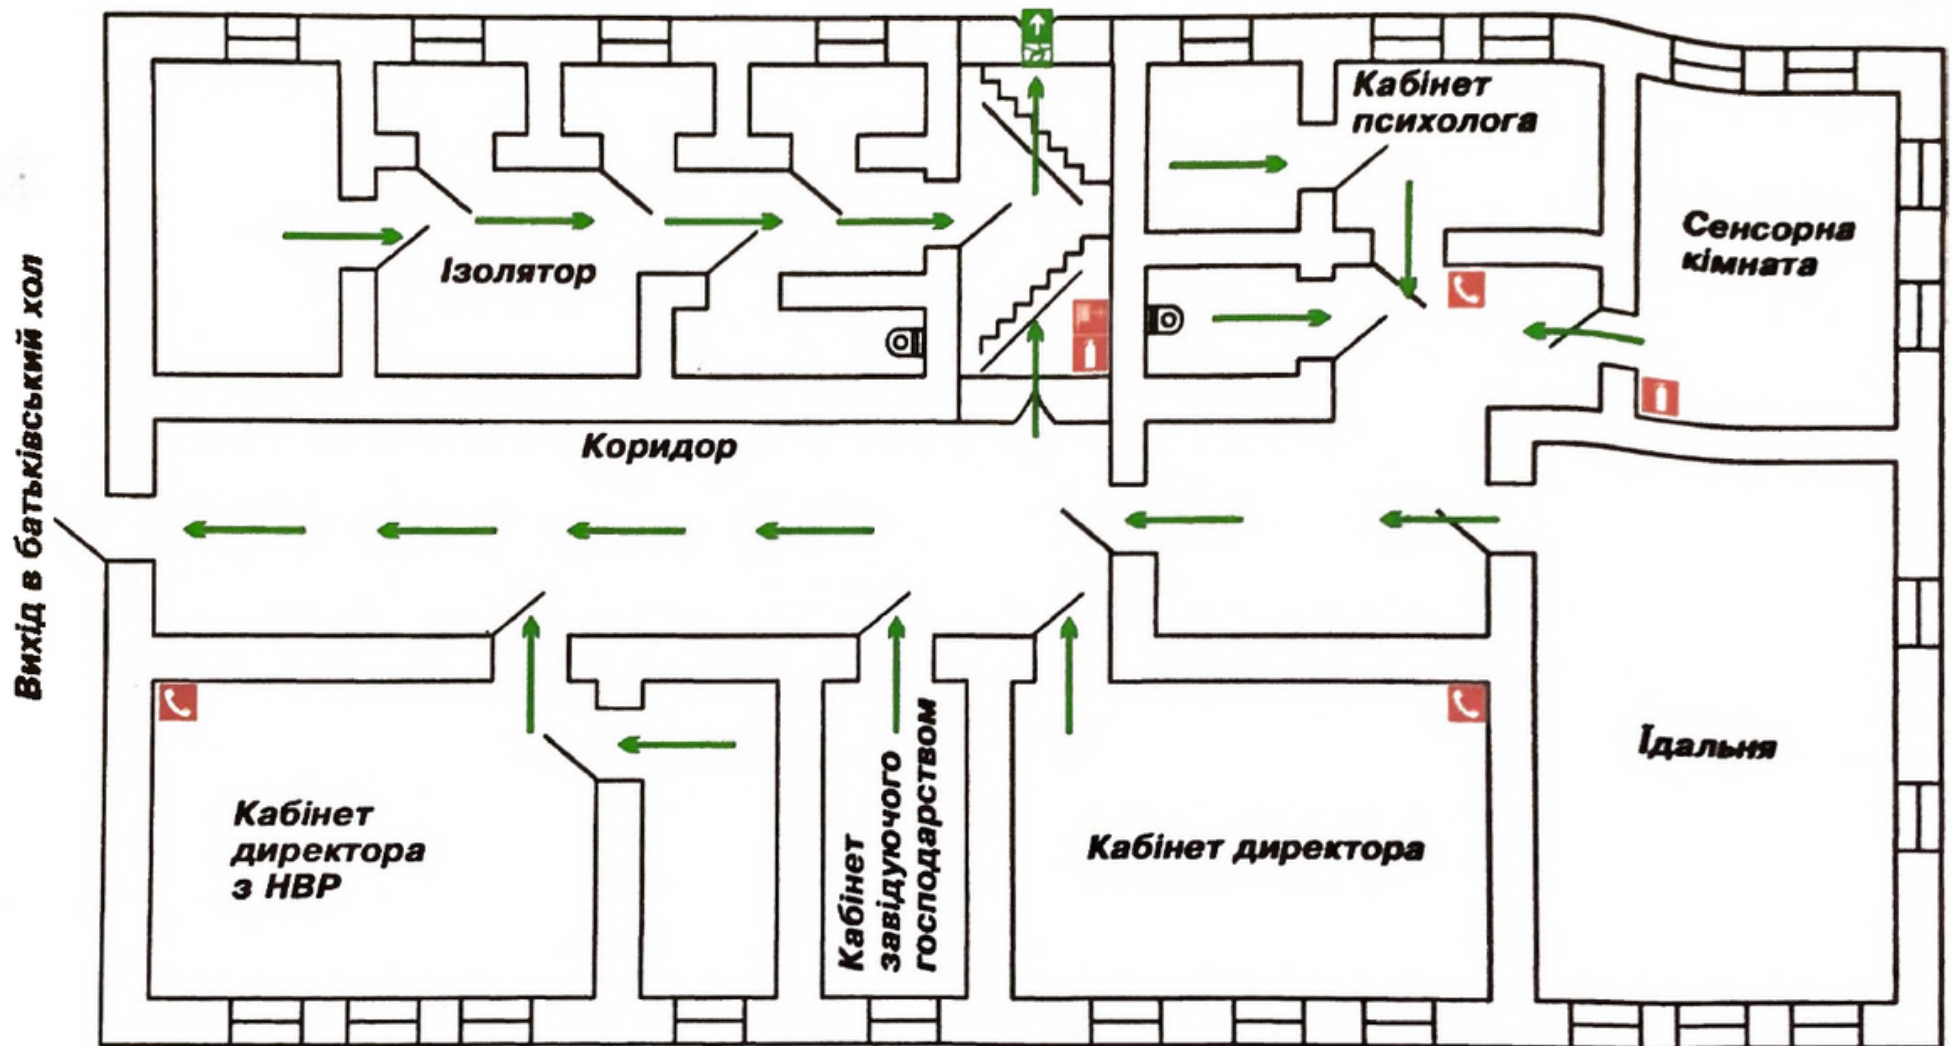 Кабінет
психолога
Сенсорна
кімната
Ізолятор
Вихід в батьківський хол
Коридор
Кабінет
директора
з НВР
Кабінет
завідуючого
господарством
Кабінет директора
Їдальня